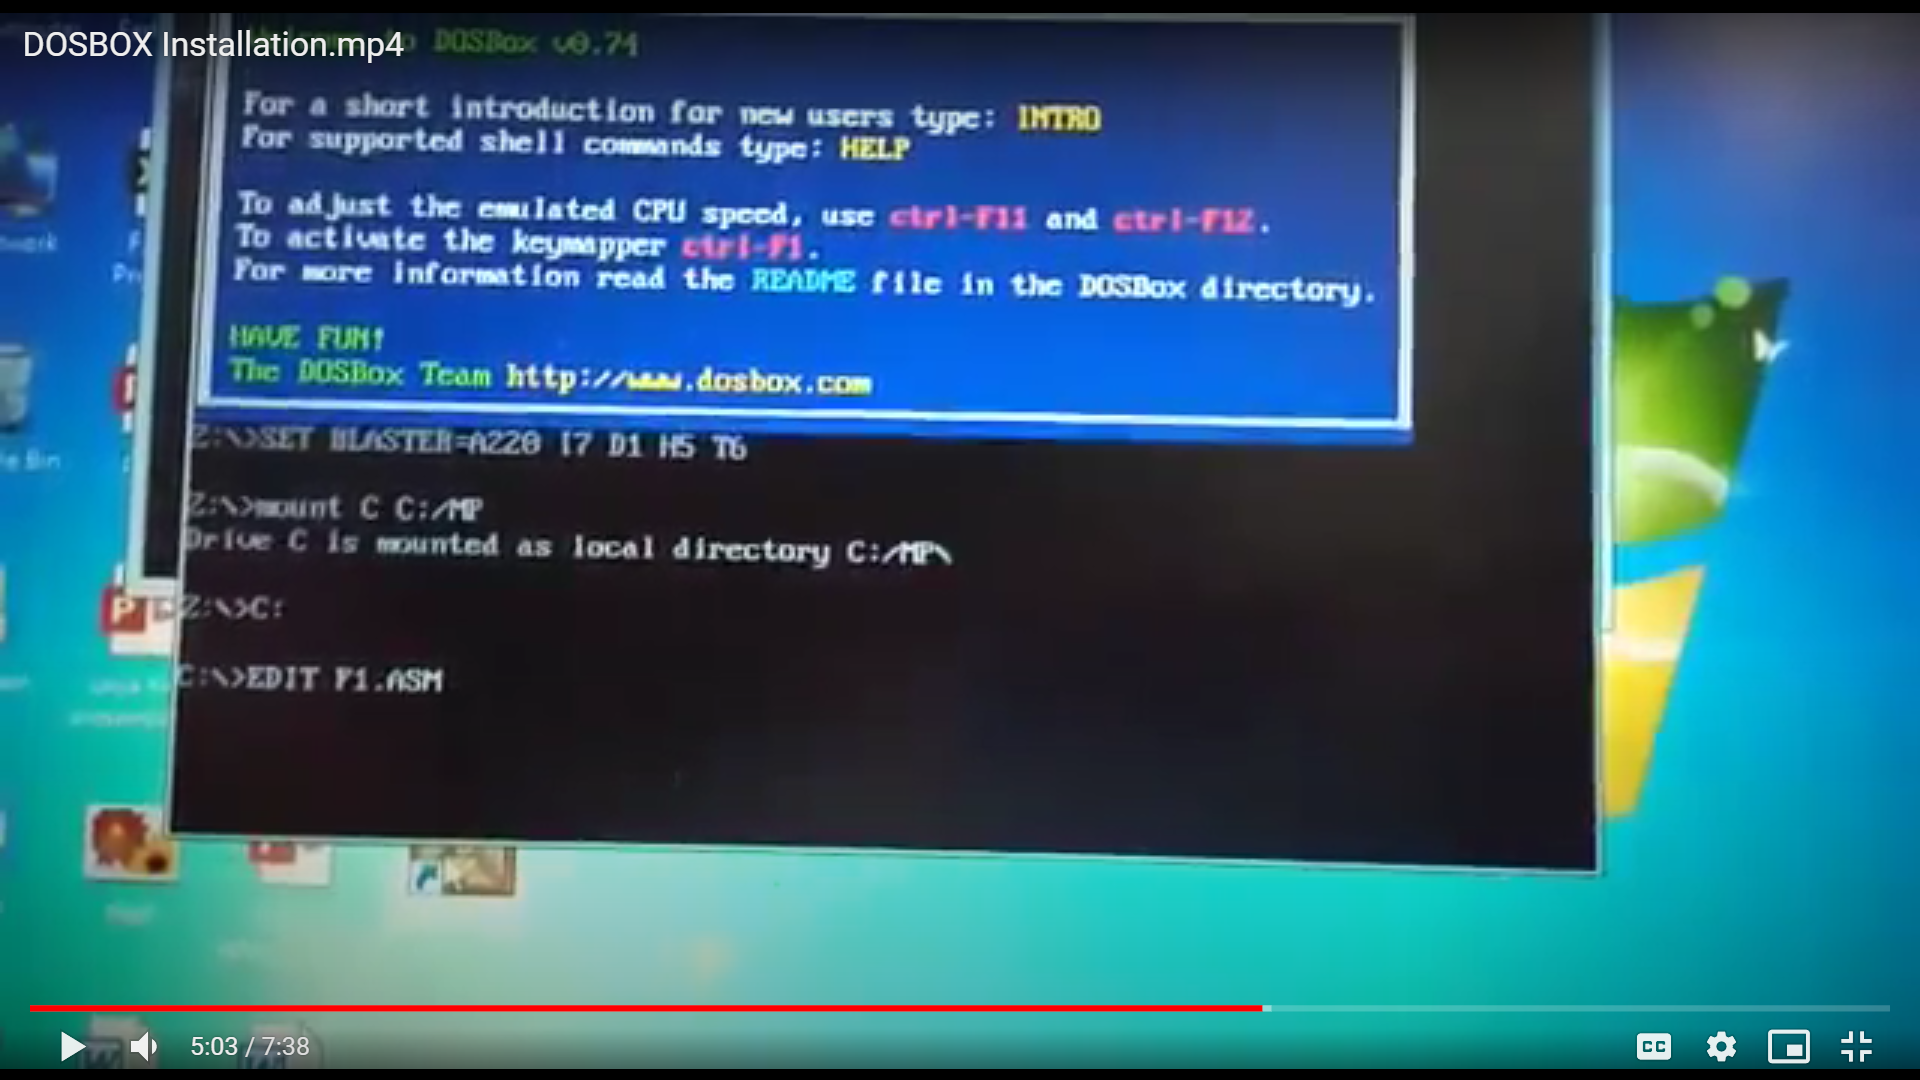 DOSBOX Installation.mp4
DOSBox v0.74
For a short introduction for new users type: INTRO
For supported shell commands type: HELP
To adjust the emulated CPU speed, use ctrl-F11 and ctrl-F12.
To activate the keymapper ctrl-F1.
For more information read the README file in the DOSBox directory.
HAVE FUN!
The DOSBox Team http://www.dosbox.com
Z:\>SET BLASTER=A220 I7 D1 H5 T6
Z:\>mount C C:/MP
Drive C is mounted as local directory C:/MP\
Z:\>C:
C:\>EDIT F1.ASM
Bin
5:03 / 7:38
CC